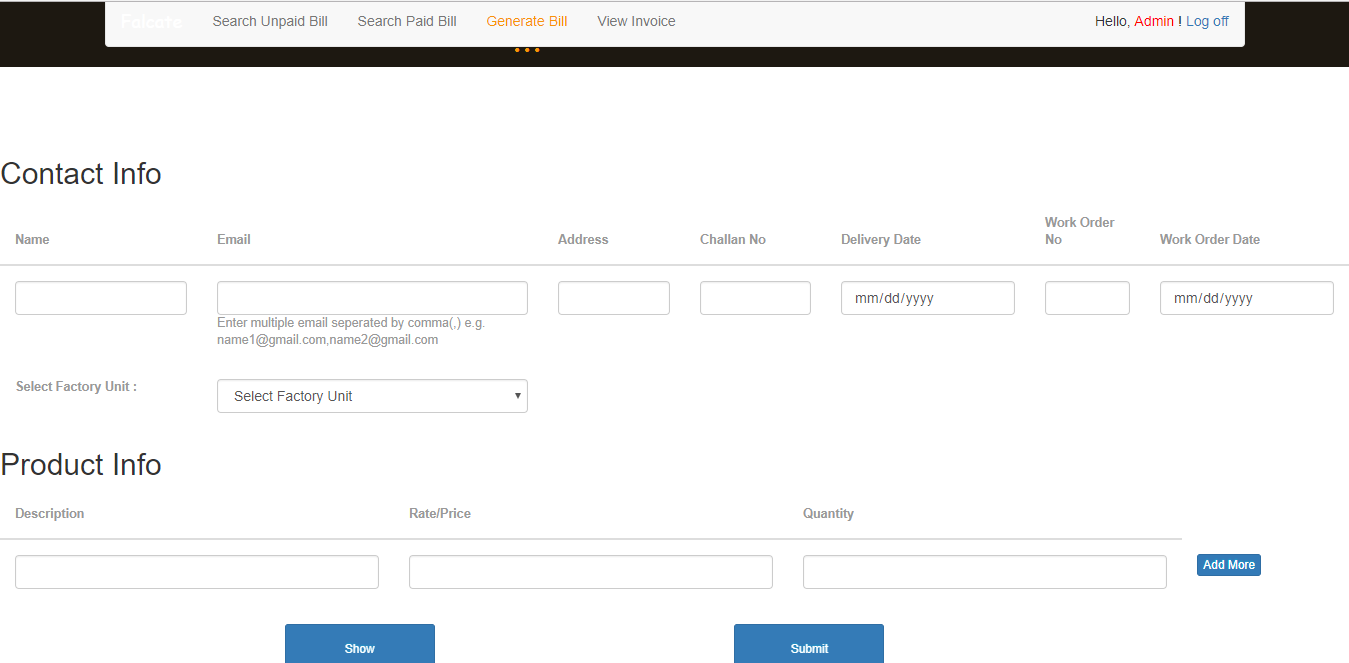 Falcate Search Unpaid Bill Search Paid Bill Generate Bill View Invoice Hello, Admin ! Log off
Contact Info
Name Email Address Challan No Delivery Date Work Order No Work Order Date
mm/dd/yyyy mm/dd/yyyy
Enter multiple email seperated by comma(,) e.g.
name1@gmail.com,name2@gmail.com
Select Factory Unit : Select Factory Unit
Product Info
Description Rate/Price Quantity
Add More
Show Submit